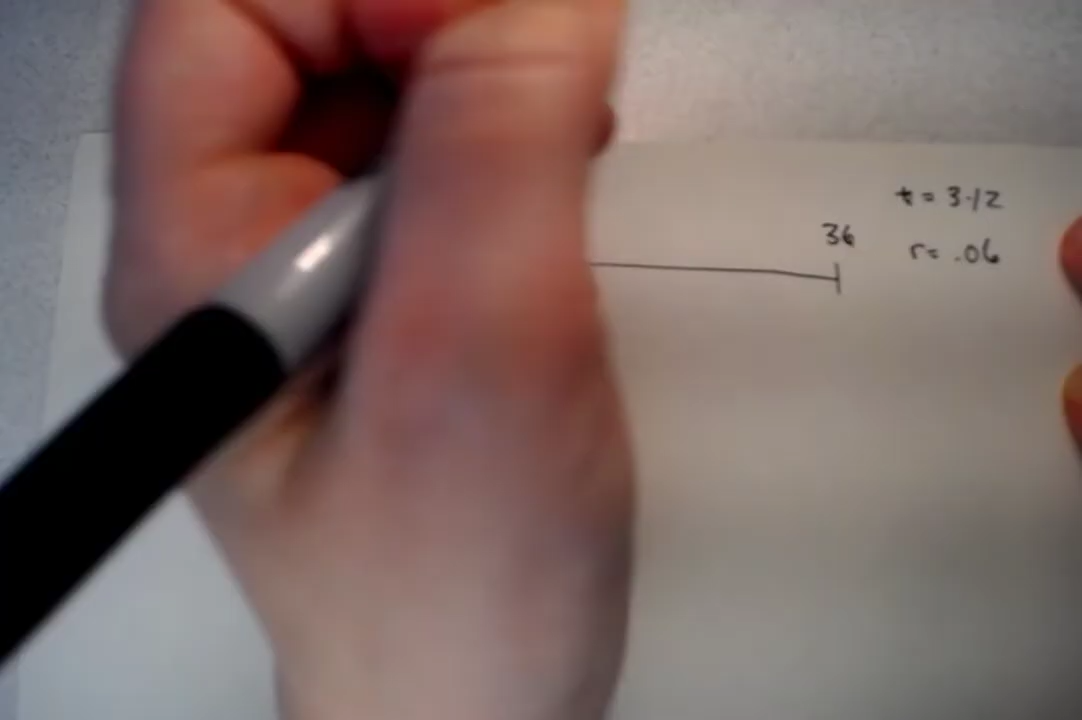 t = 3·12
36
r = .06